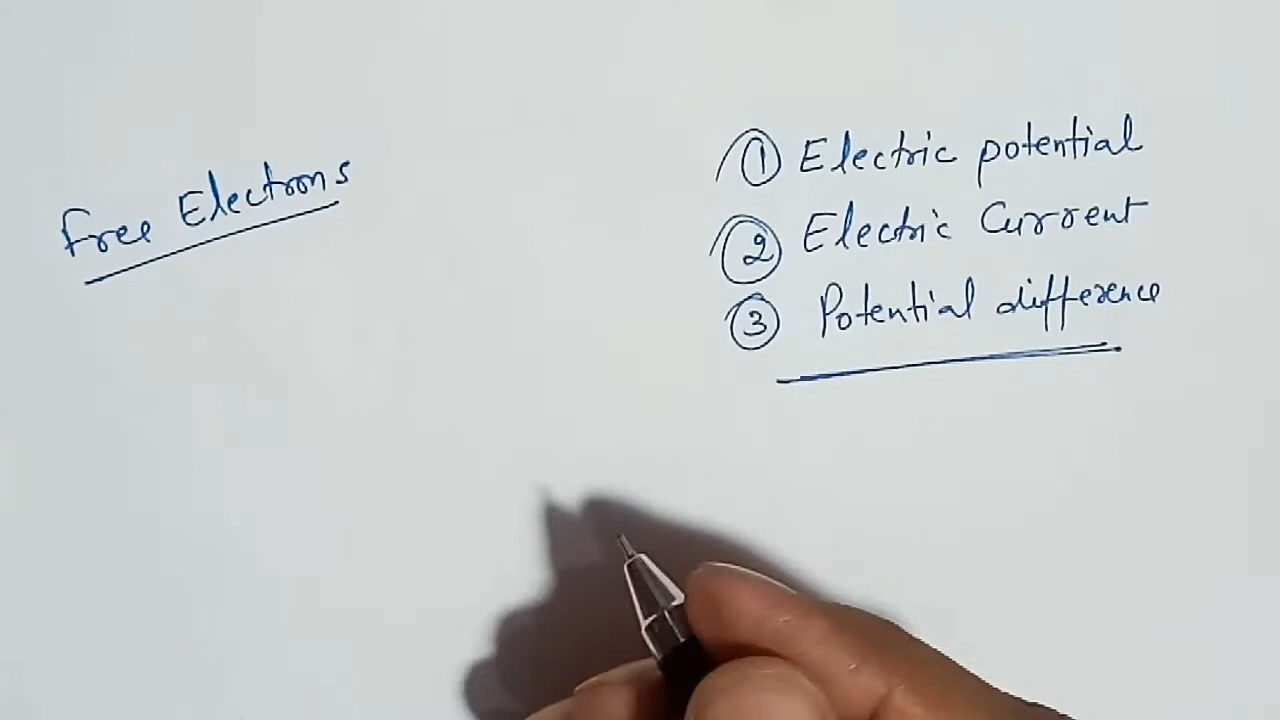 Free Electrons
① Electric potential
② Electric Current
③ Potential difference